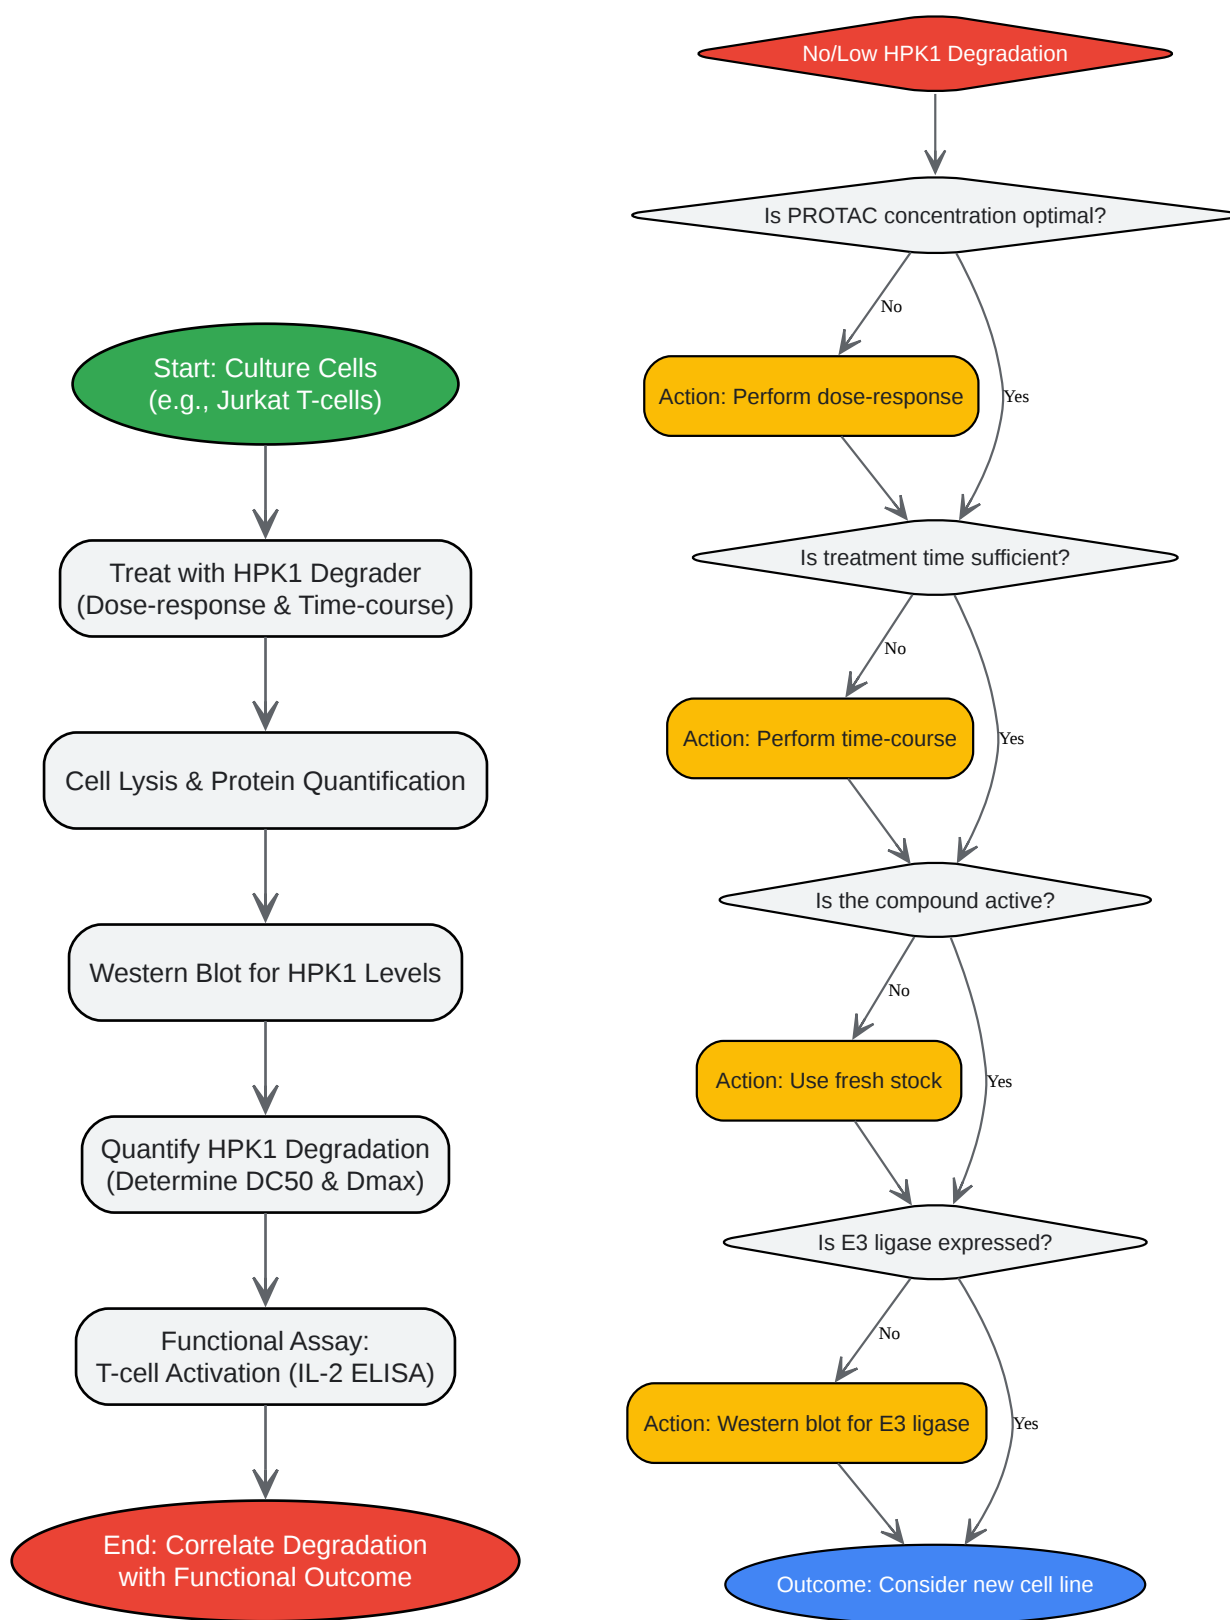 Start: Culture Cells
(e.g., Jurkat T-cells)
Treat with HPK1 Degrader
(Dose-response & Time-course)
Cell Lysis & Protein Quantification
Western Blot for HPK1 Levels
Quantify HPK1 Degradation
(Determine DC50 & Dmax)
Functional Assay:
T-cell Activation (IL-2 ELISA)
End: Correlate Degradation
with Functional Outcome
No/Low HPK1 Degradation
Is PROTAC concentration optimal?
No
Action: Perform dose-response
Yes
Is treatment time sufficient?
No
Action: Perform time-course
Yes
Is the compound active?
No
Action: Use fresh stock
Yes
Is E3 ligase expressed?
No
Action: Western blot for E3 ligase
Yes
Outcome: Consider new cell line